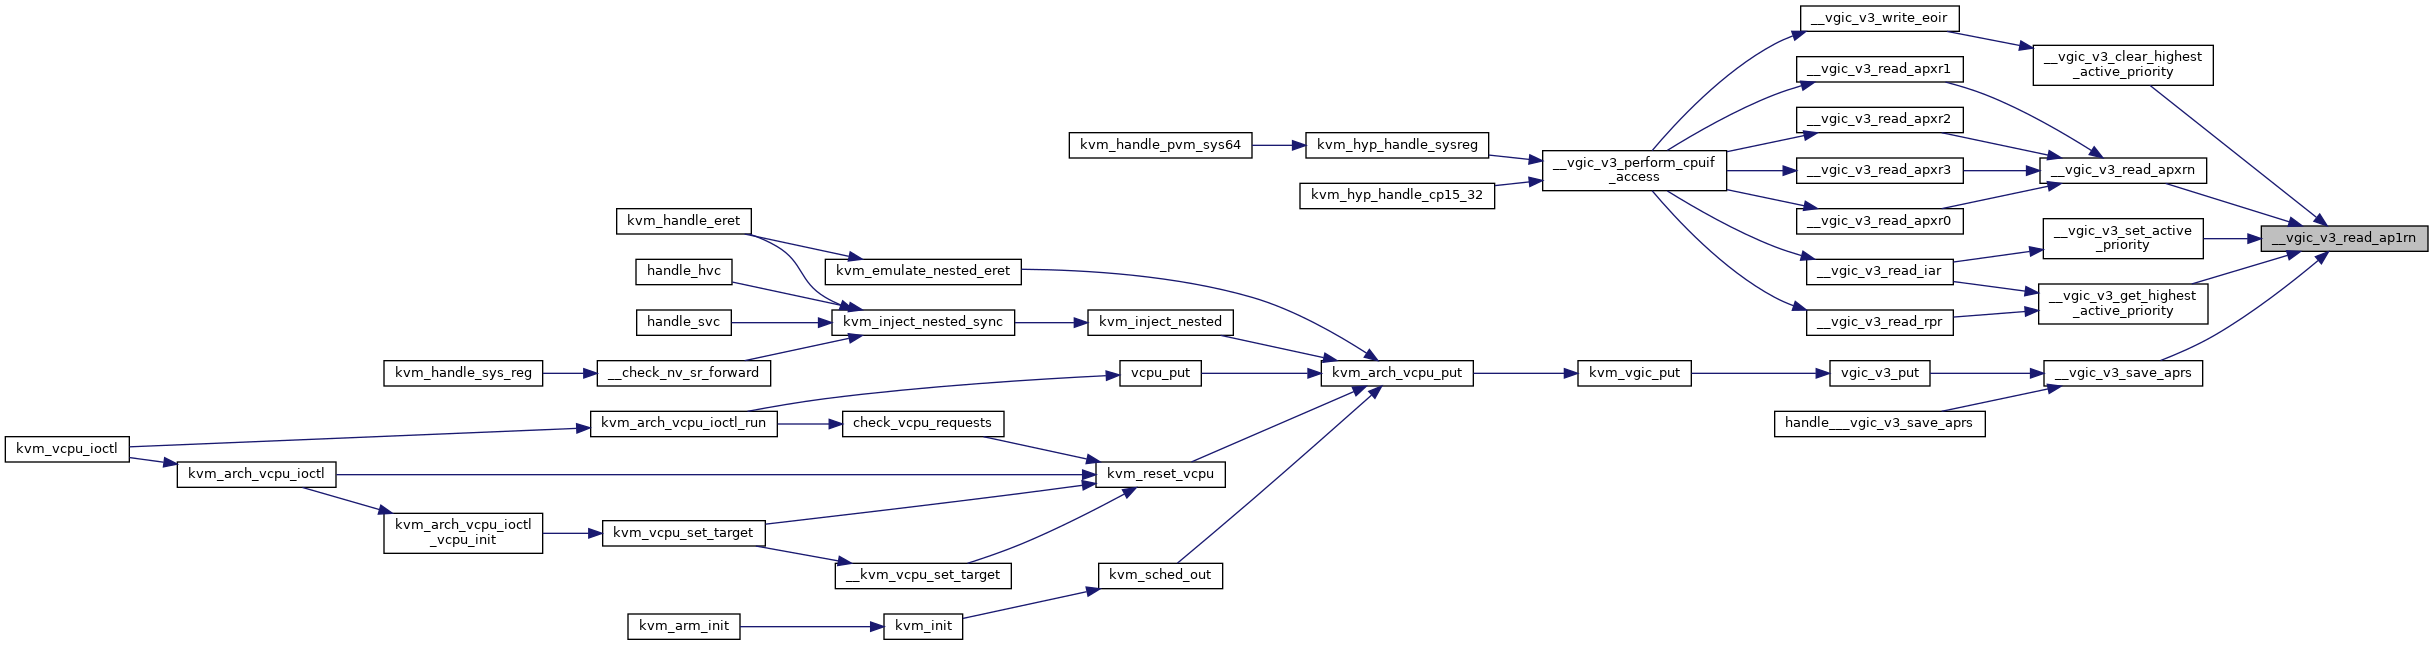 __vgic_v3_write_eoir
__vgic_v3_clear_highest
_active_priority
__vgic_v3_read_apxr1
__vgic_v3_read_apxr2
kvm_handle_pvm_sys64
kvm_hyp_handle_sysreg
__vgic_v3_perform_cpuif
_access
__vgic_v3_read_apxr3
__vgic_v3_read_apxrn
kvm_hyp_handle_cp15_32
__vgic_v3_read_apxr0
kvm_handle_eret
__vgic_v3_set_active
_priority
__vgic_v3_read_ap1rn
handle_hvc
kvm_emulate_nested_eret
__vgic_v3_read_iar
__vgic_v3_get_highest
_active_priority
handle_svc
kvm_inject_nested_sync
kvm_inject_nested
__vgic_v3_read_rpr
kvm_handle_sys_reg
__check_nv_sr_forward
vcpu_put
kvm_arch_vcpu_put
kvm_vgic_put
vgic_v3_put
__vgic_v3_save_aprs
kvm_arch_vcpu_ioctl_run
check_vcpu_requests
handle___vgic_v3_save_aprs
kvm_vcpu_ioctl
kvm_arch_vcpu_ioctl
kvm_reset_vcpu
kvm_arch_vcpu_ioctl
_vcpu_init
kvm_vcpu_set_target
__kvm_vcpu_set_target
kvm_sched_out
kvm_arm_init
kvm_init